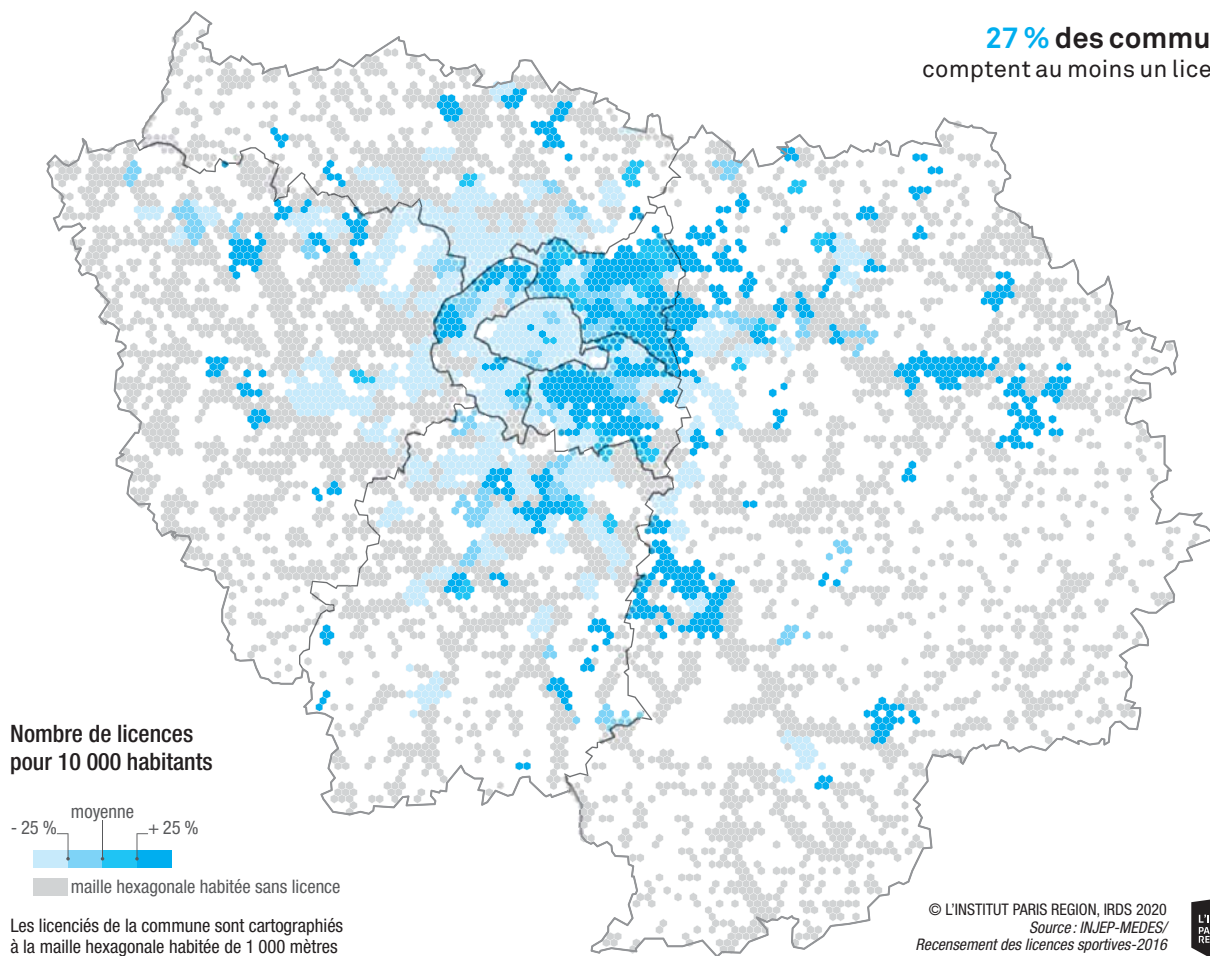 27 % des commu
comptent au moins un lice
Nombre de licences
pour 10 000 habitants
moyenne
- 25 % + 25 %
maille hexagonale habitée sans licence
Les licenciés de la commune sont cartographiés
à la maille hexagonale habitée de 1 000 mètres
© L'INSTITUT PARIS REGION, IRDS 2020
Source : INJEP-MEDES/
Recensement des licences sportives-2016
L'I
PA
RE